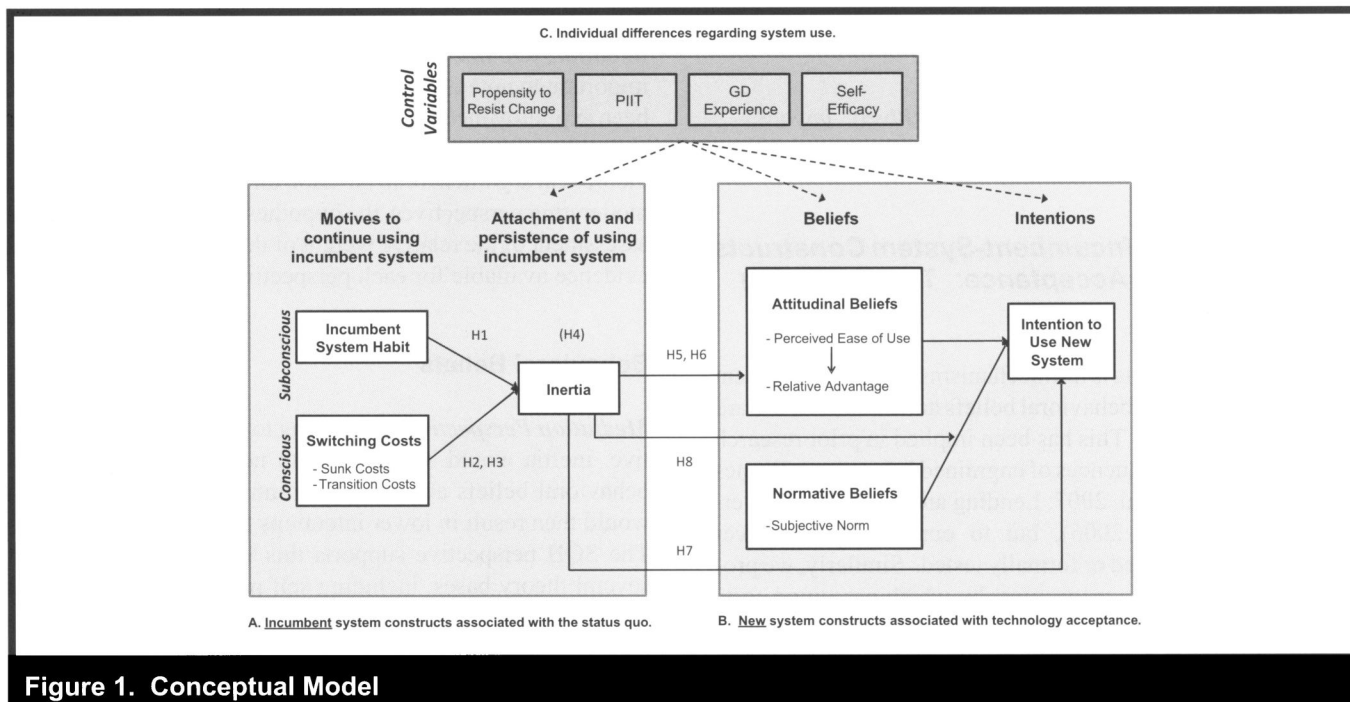 C. Individual differences regarding system use.
Control
Variables
Propensity to
Resist Change
PIIT
GD
Experience
Self-
Efficacy
Motives to
continue using
incumbent system
Attachment to and
persistence of using
incumbent system
Beliefs
Intentions
Subconscious
Incumbent
System Habit
H1
(H4)
H5, H6
Attitudinal Beliefs
- Perceived Ease of Use
- Relative Advantage
Intention to
Use New
System
Inertia
Conscious
Switching Costs
- Sunk Costs
- Transition Costs
H2, H3
H8
Normative Beliefs
-Subjective Norm
H7
A. Incumbent system constructs associated with the status quo.
B. New system constructs associated with technology acceptance.
Figure 1. Conceptual Model